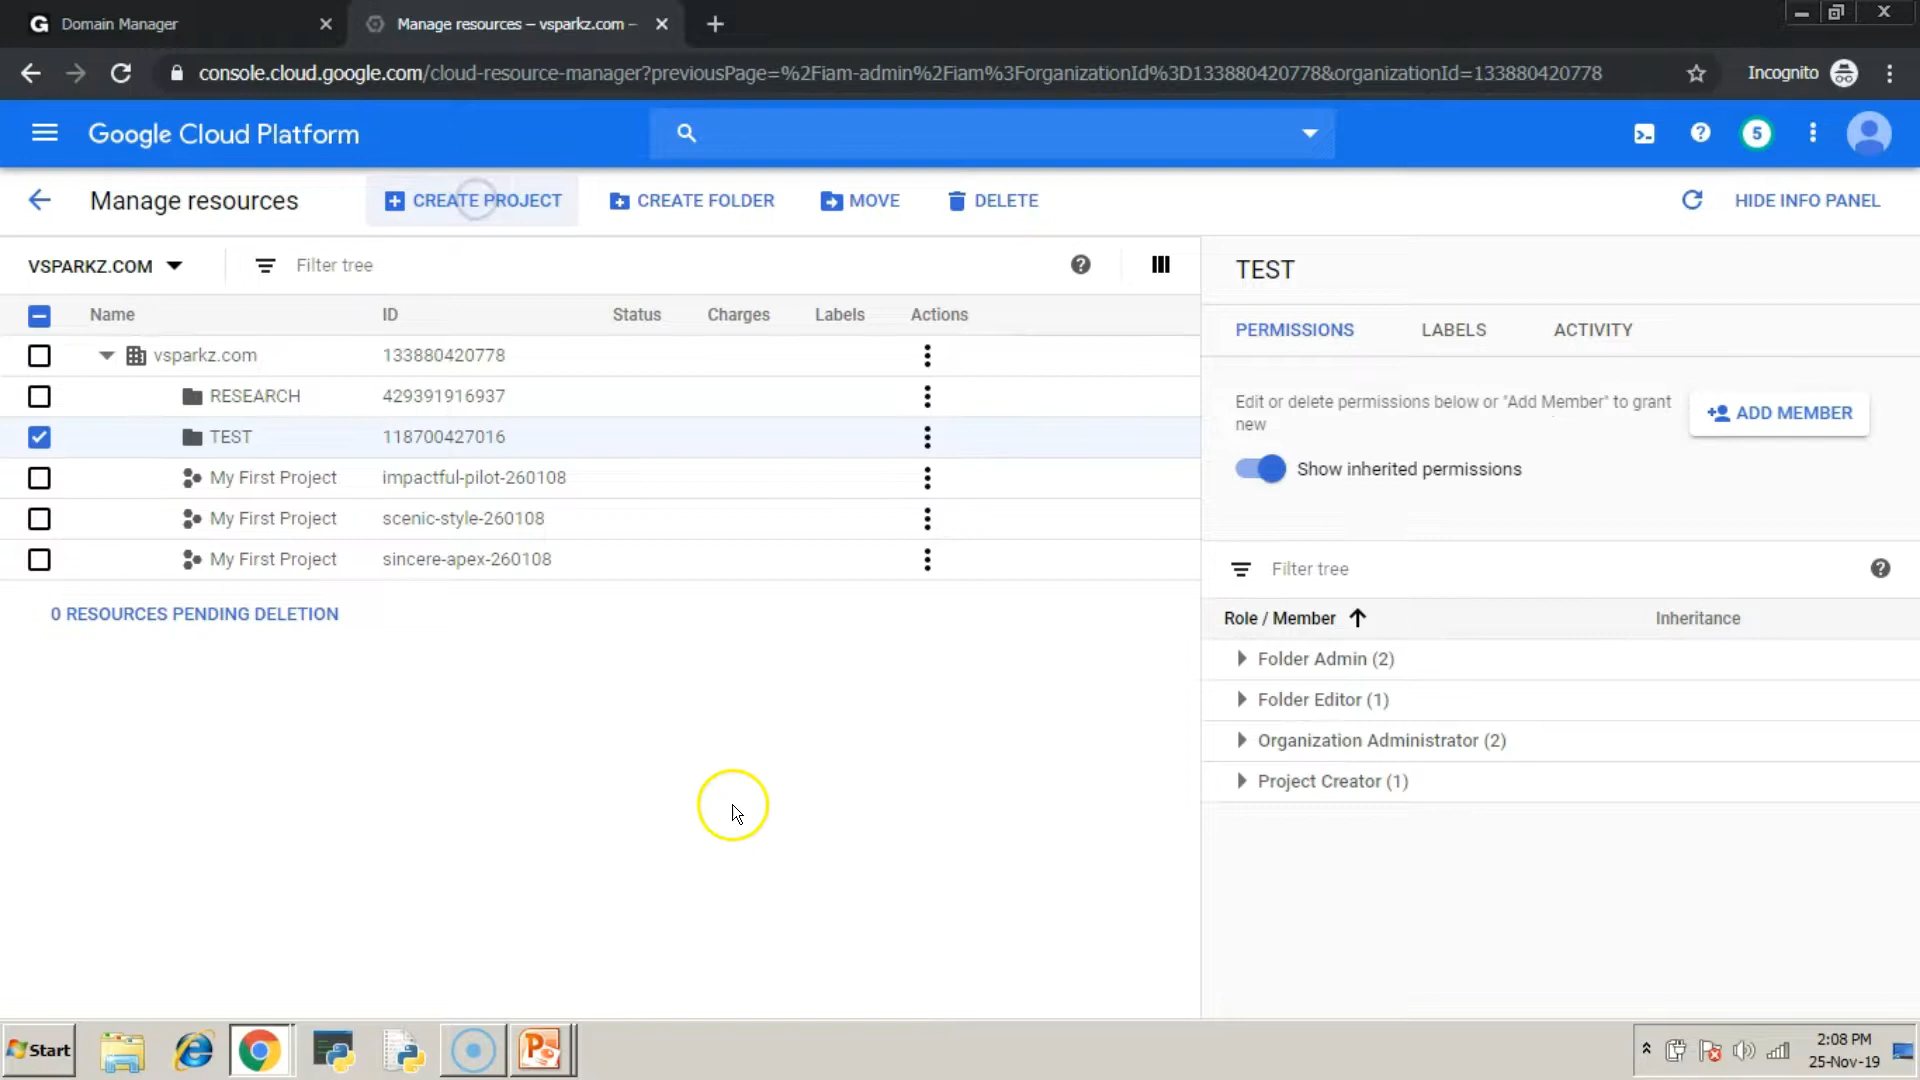 Domain Manager
Manage resources – vsparkz.com –
console.cloud.google.com/cloud-resource-manager?previousPage=%2Fiam-admin%2Fiam%3ForganizationId%3D133880420778&organizationId=133880420778
Incognito
Google Cloud Platform
5
Manage resources
CREATE PROJECT
CREATE FOLDER
MOVE
DELETE
HIDE INFO PANEL
VSPARKZ.COM
Filter tree
Name ID Status Charges Labels Actions
vsparkz.com 133880420778
RESEARCH 429391916937
TEST 118700427016
My First Project impactful-pilot-260108
My First Project scenic-style-260108
My First Project sincere-apex-260108
0 RESOURCES PENDING DELETION
TEST
PERMISSIONS LABELS ACTIVITY
Edit or delete permissions below or "Add Member" to grant
new
ADD MEMBER
Show inherited permissions
Filter tree
Role / Member Inheritance
Folder Admin (2)
Folder Editor (1)
Organization Administrator (2)
Project Creator (1)
Start
2:08 PM
25-Nov-19